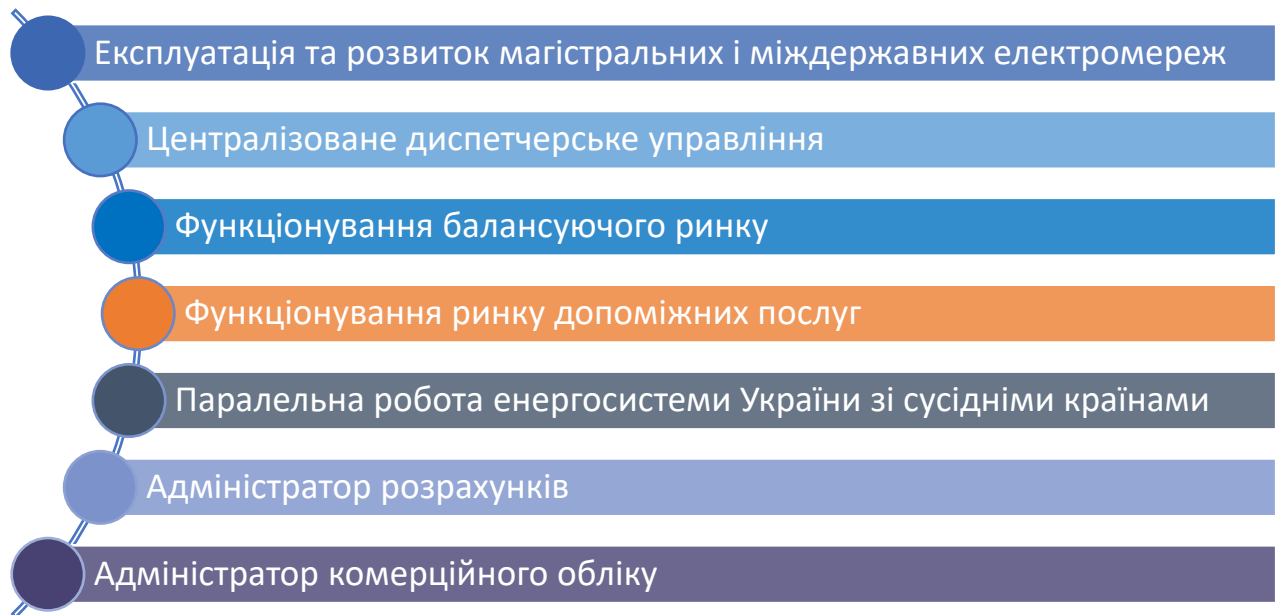 Експлуатація та розвиток магістральних і міждержавних електромереж
Централізоване диспетчерське управління
Функціонування балансуючого ринку
Функціонування ринку допоміжних послуг
Паралельна робота енергосистеми України зі сусідніми країнами
Адміністратор розрахунків
Адміністратор комерційного обліку